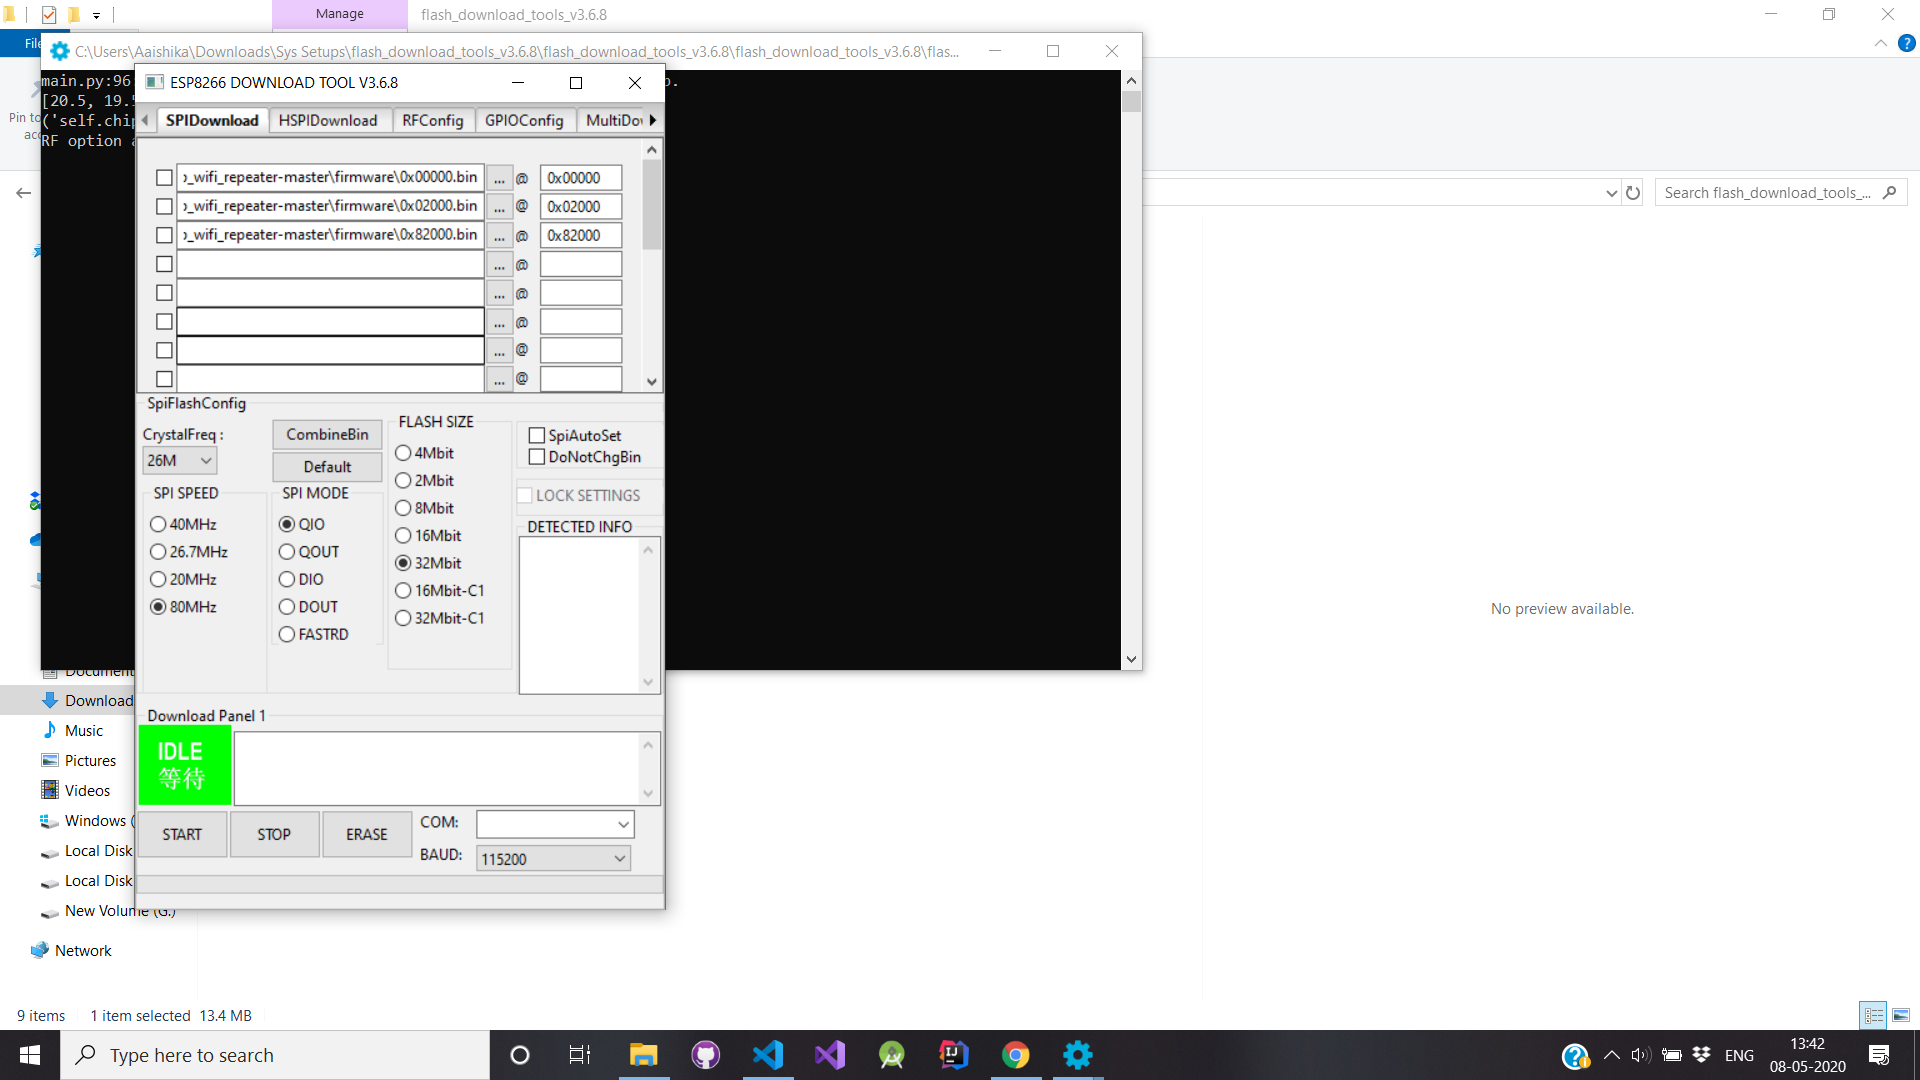 Manage
flash_download_tools_v3.6.8
C:\Users\Aaishika\Downloads\Sys Setups\flash_download_tools_v3.6.8\flash_download_tools_v3.6.8\flash_download_tools_v3.6.8\flas...
main.py:96
[20.5, 19.5
('self.chip
RF option a
Pin to
acc
ESP8266 DOWNLOAD TOOL V3.6.8
SPIDownload HSPIDownload RFConfig GPIOConfig MultiDow
_wifi_repeater-master\firmware\0x00000.bin ... @ 0x00000
_wifi_repeater-master\firmware\0x02000.bin ... @ 0x02000
_wifi_repeater-master\firmware\0x82000.bin ... @ 0x82000
... @
... @
... @
... @
... @
Search flash_download_tools_...
SpiFlashConfig
CrystalFreq :
26M
CombineBin
Default
SPI SPEED
40MHz
26.7MHz
20MHz
80MHz
SPI MODE
QIO
QOUT
DIO
DOUT
FASTRD
FLASH SIZE
4Mbit
2Mbit
8Mbit
16Mbit
32Mbit
16Mbit-C1
32Mbit-C1
SpiAutoSet
DoNotChgBin
LOCK SETTINGS
DETECTED INFO
Download Panel 1
IDLE
等待
START STOP ERASE
COM:
BAUD: 115200
No preview available.
Document
Download
Music
Pictures
Videos
Windows (
Local Disk
Local Disk
New Volume (G:)
Network
9 items 1 item selected 13.4 MB
Type here to search
ENG
13:42
08-05-2020